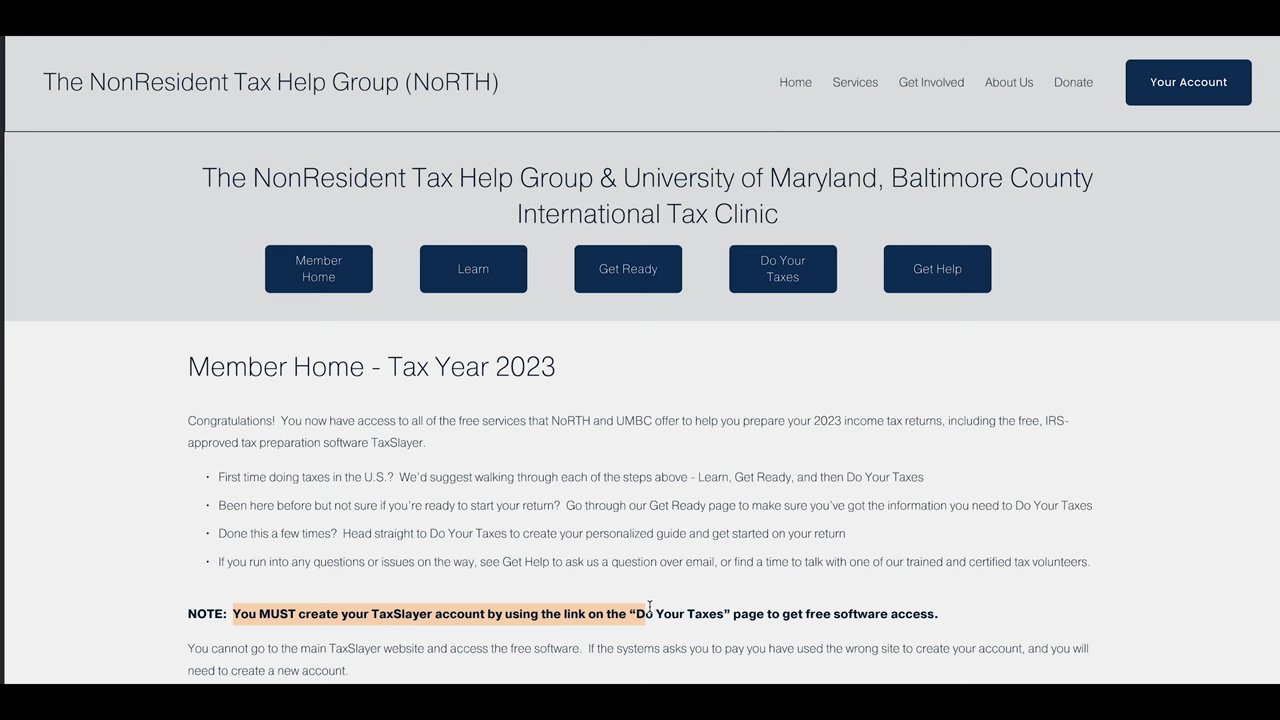 The NonResident Tax Help Group (NoRTH)
Home Services Get Involved About Us Donate Your Account
The NonResident Tax Help Group & University of Maryland, Baltimore County
International Tax Clinic
Member Home
Learn
Get Ready
Do Your Taxes
Get Help
Member Home - Tax Year 2023
Congratulations! You now have access to all of the free services that NoRTH and UMBC offer to help you prepare your 2023 income tax returns, including the free, IRS-
approved tax preparation software TaxSlayer.
• First time doing taxes in the U.S.? We'd suggest walking through each of the steps above - Learn, Get Ready, and then Do Your Taxes
• Been here before but not sure if you're ready to start your return? Go through our Get Ready page to make sure you've got the information you need to Do Your Taxes
• Done this a few times? Head straight to Do Your Taxes to create your personalized guide and get started on your return
• If you run into any questions or issues on the way, see Get Help to ask us a question over email, or find a time to talk with one of our trained and certified tax volunteers.
NOTE: You MUST create your TaxSlayer account by using the link on the “Do Your Taxes” page to get free software access.
You cannot go to the main TaxSlayer website and access the free software. If the systems asks you to pay you have used the wrong site to create your account, and you will
need to create a new account.